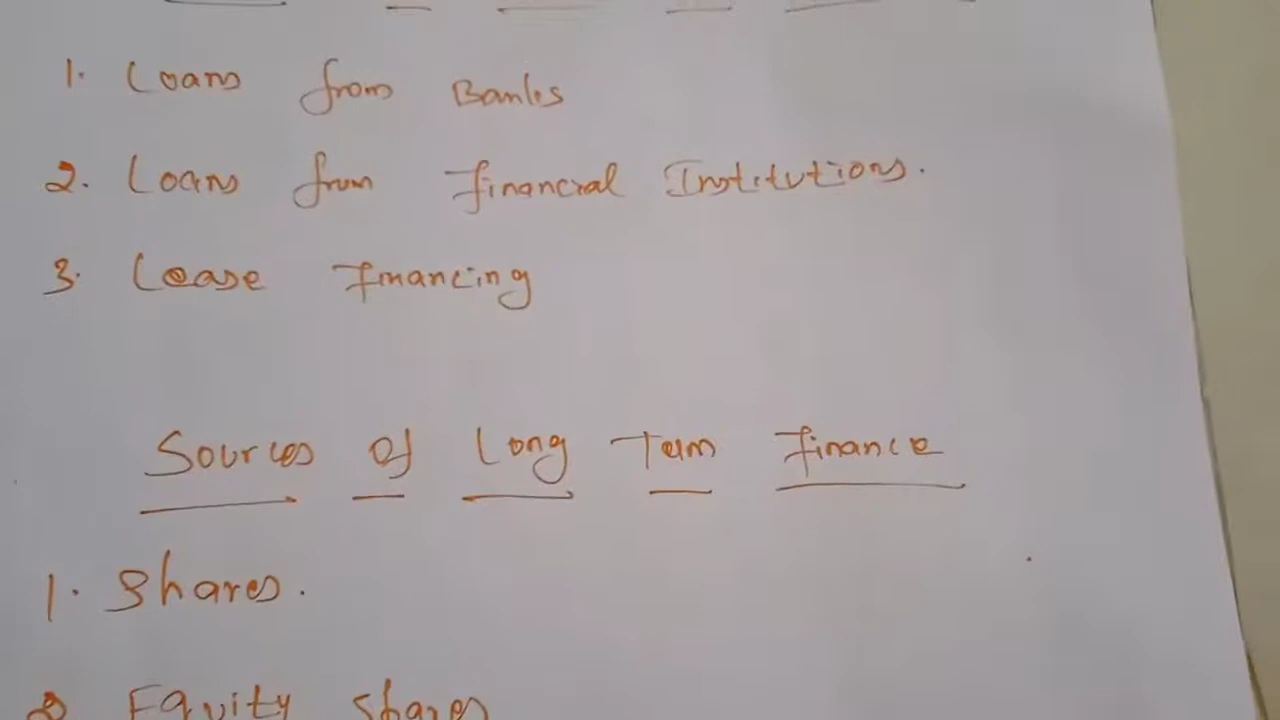 1. Loans from Banks
2. Loans from Financial Institutions.
3. Lease Financing
Sources of Long Term Finance
1. Shares.
2 Equity Shares